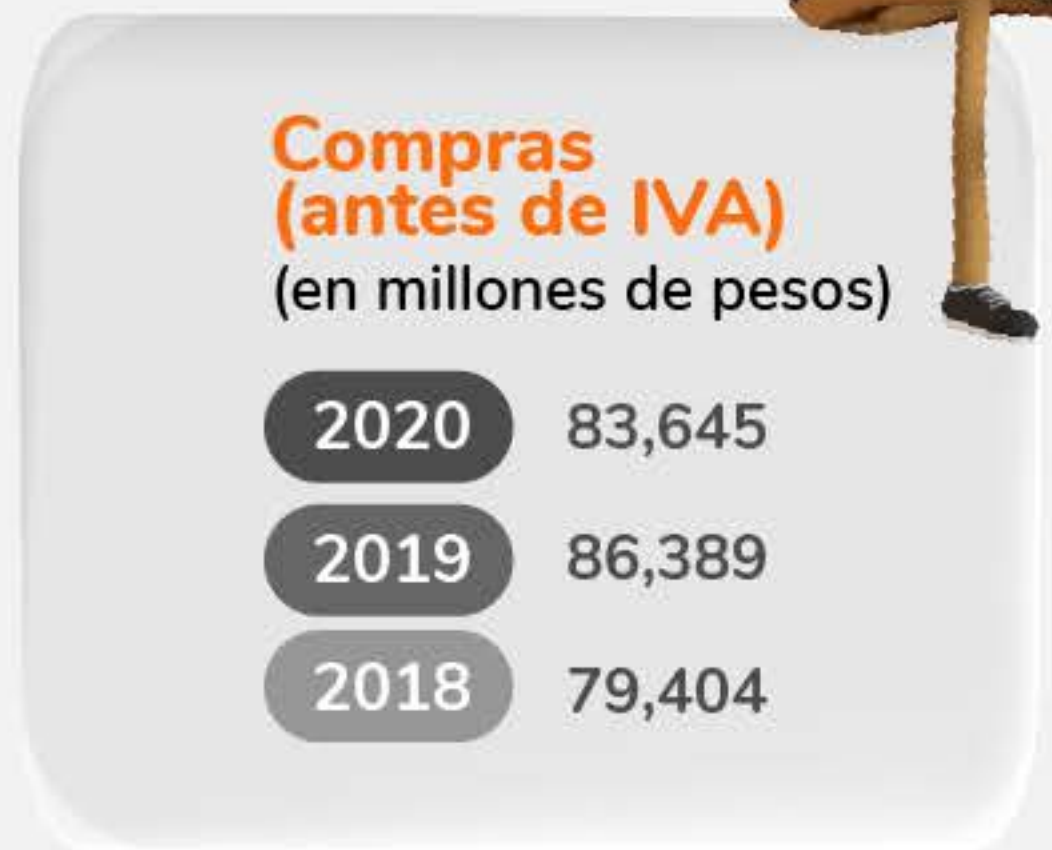 Compras
(antes de IVA)
(en millones de pesos)
2020 83,645
2019 86,389
2018 79,404